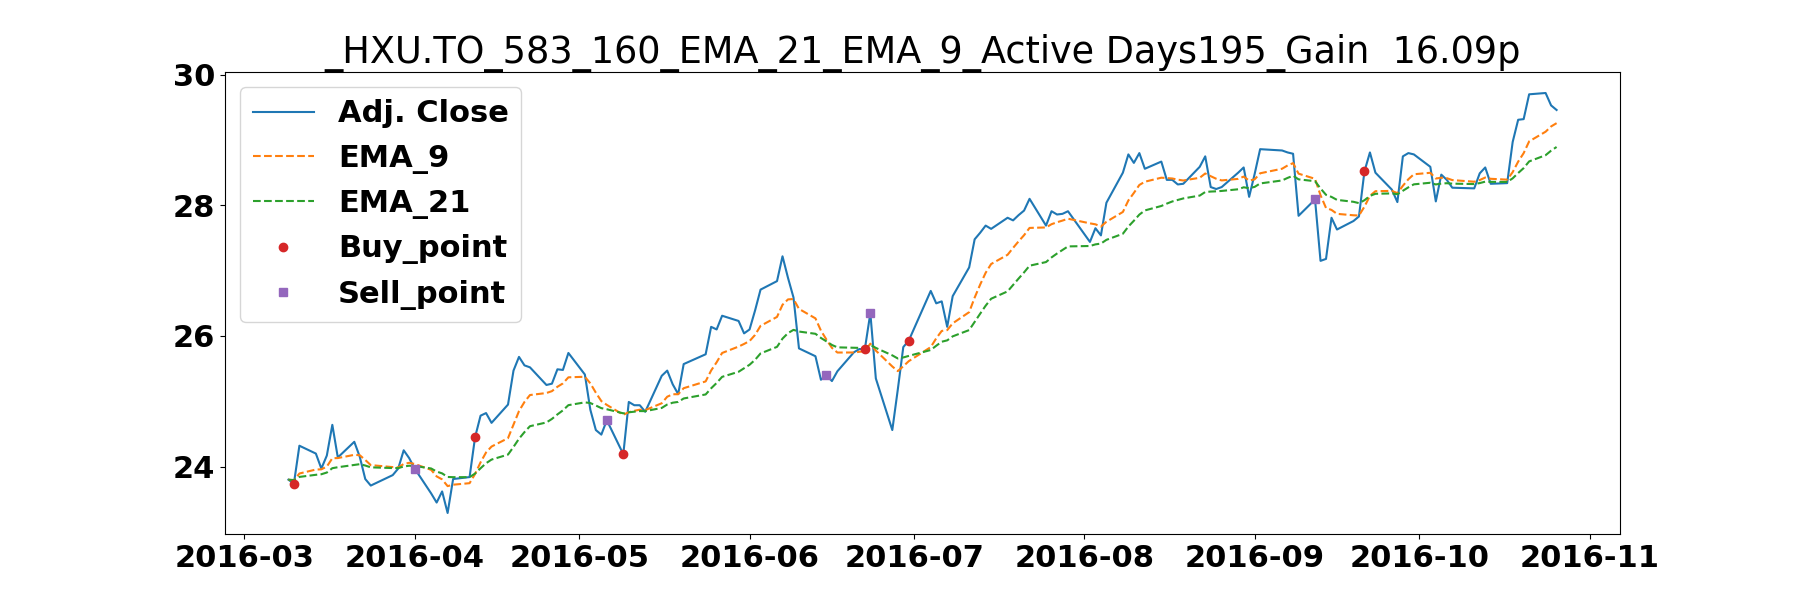 _HXU.TO_583_160_EMA_21_EMA_9_Active Days195_Gain  16.09p
30
28
26
24
Adj. Close
EMA_9
EMA_21
Buy_point
Sell_point
2016-03 2016-04 2016-05 2016-06 2016-07 2016-08 2016-09 2016-10 2016-11